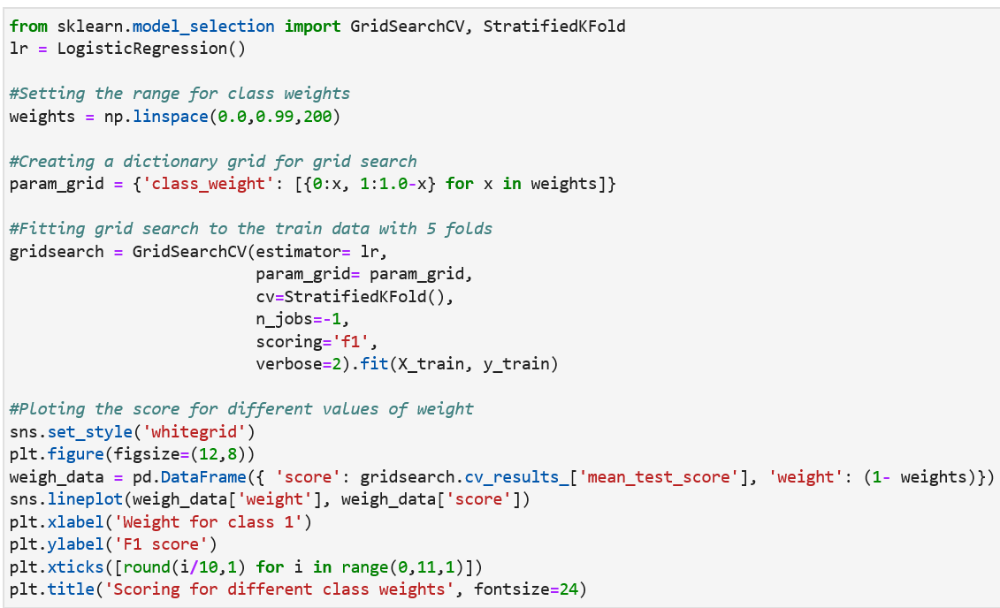 from sklearn.model_selection import GridSearchCV, StratifiedKFold
lr = LogisticRegression()

#Setting the range for class weights
weights = np.linspace(0.0,0.99,200)

#Creating a dictionary grid for grid search
param_grid = {'class_weight': [{0:x, 1:1.0-x} for x in weights]}

#Fitting grid search to the train data with 5 folds
gridsearch = GridSearchCV(estimator= lr,
                          param_grid= param_grid,
                          cv=StratifiedKFold(),
                          n_jobs=-1,
                          scoring='f1',
                          verbose=2).fit(X_train, y_train)

#Ploting the score for different values of weight
sns.set_style('whitegrid')
plt.figure(figsize=(12,8))
weigh_data = pd.DataFrame({ 'score': gridsearch.cv_results_['mean_test_score'], 'weight': (1- weights)})
sns.lineplot(weigh_data['weight'], weigh_data['score'])
plt.xlabel('Weight for class 1')
plt.ylabel('F1 score')
plt.xticks([round(i/10,1) for i in range(0,11,1)])
plt.title('Scoring for different class weights', fontsize=24)